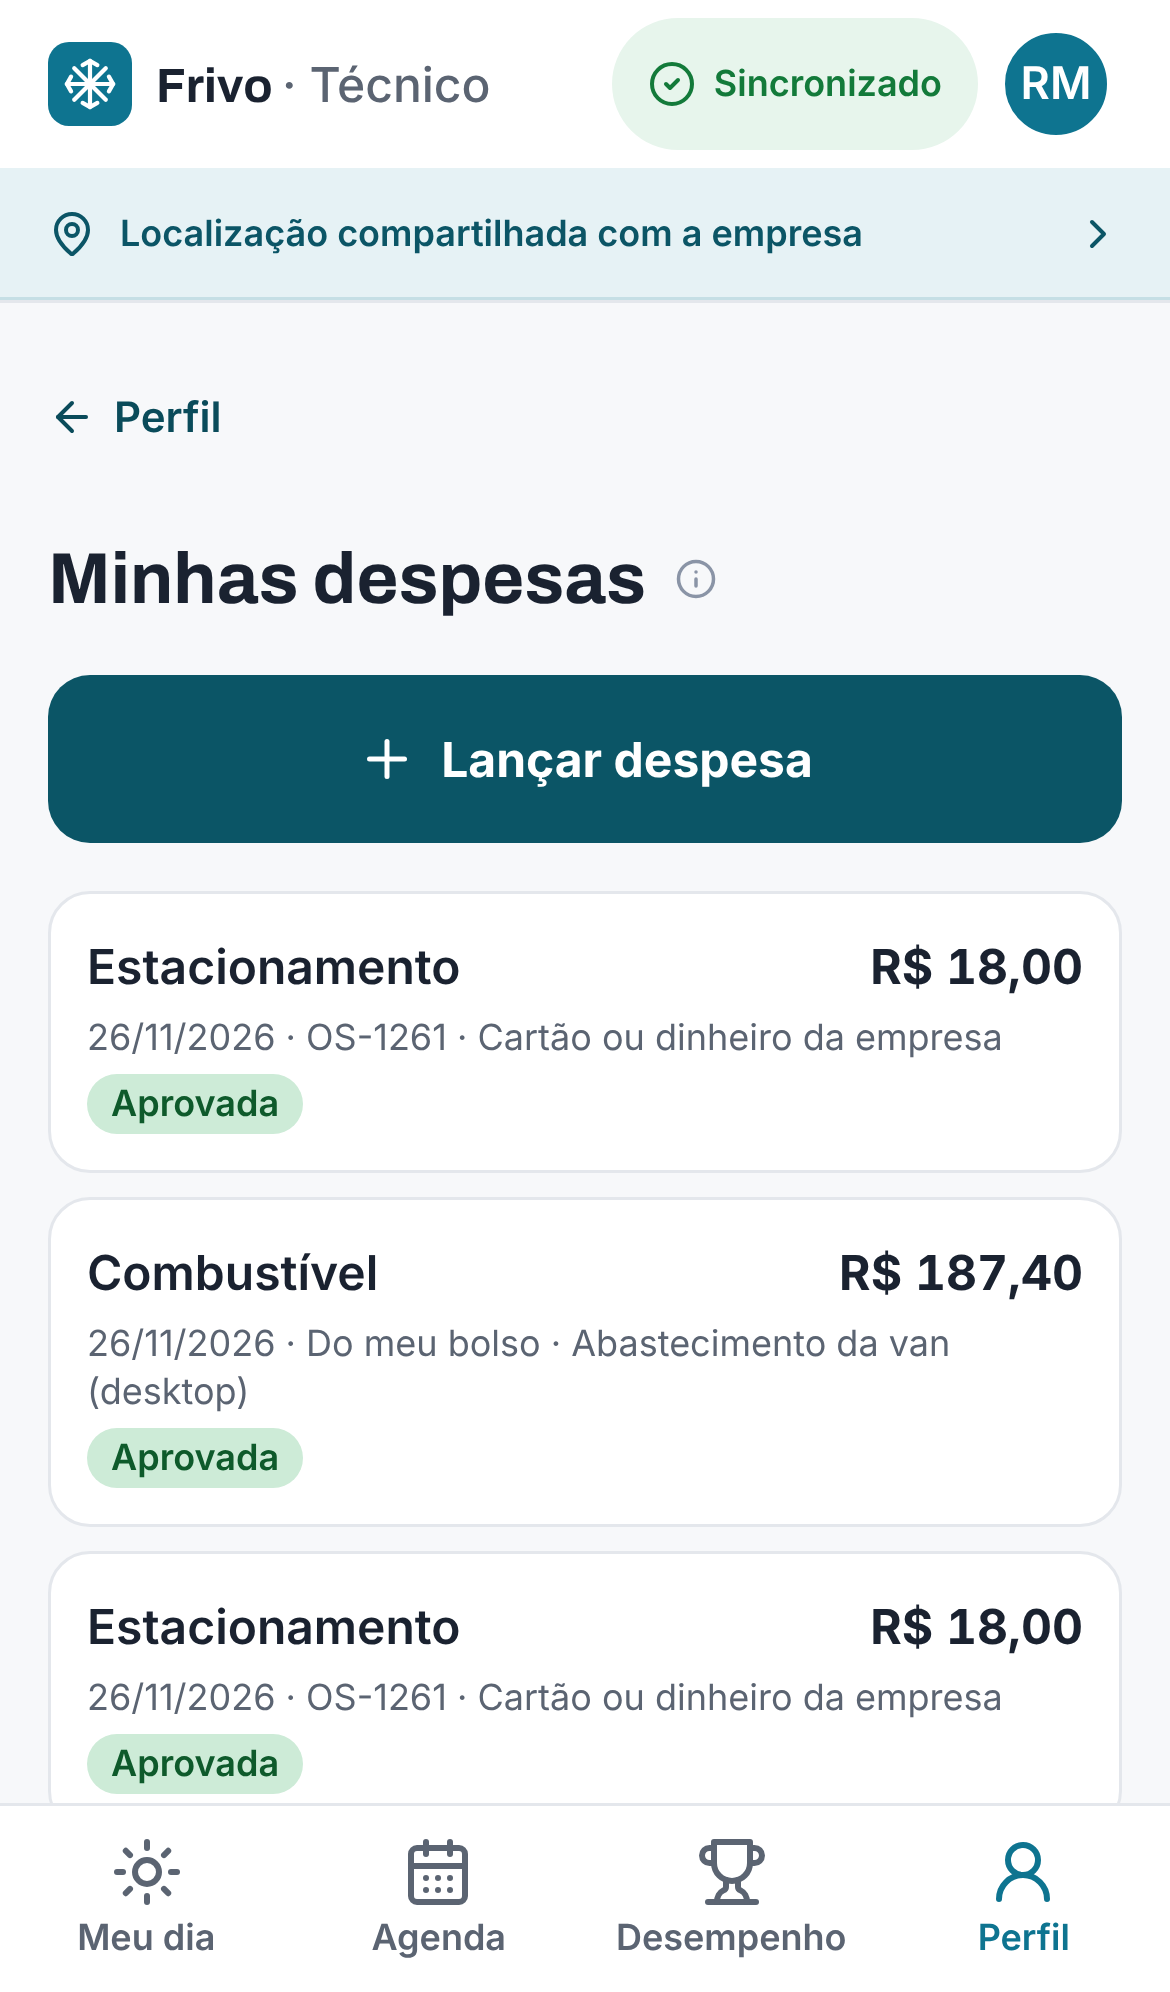 Frivo · Técnico
Sincronizado
RM
Localização compartilhada com a empresa
Perfil
Minhas despesas
Lançar despesa
Estacionamento
R$ 18,00
26/11/2026 · OS-1261 · Cartão ou dinheiro da empresa
Aprovada
Combustível
R$ 187,40
26/11/2026 · Do meu bolso · Abastecimento da van
(desktop)
Aprovada
Estacionamento
R$ 18,00
26/11/2026 · OS-1261 · Cartão ou dinheiro da empresa
Aprovada
Meu dia
Agenda
Desempenho
Perfil